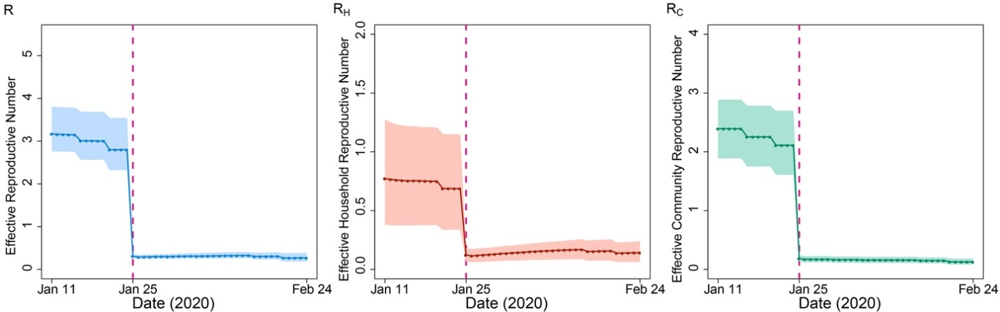 R
Effective Reproductive Number
5
4
3
2
1
0
Jan 11 Jan 25 Feb 24
Date (2020)
RH
Effective Household Reproductive Number
2.0
1.5
1.0
0.5
0.0
Jan 11 Jan 25 Feb 24
Date (2020)
RC
Effective Community Reproductive Number
4
3
2
1
0
Jan 11 Jan 25 Feb 24
Date (2020)